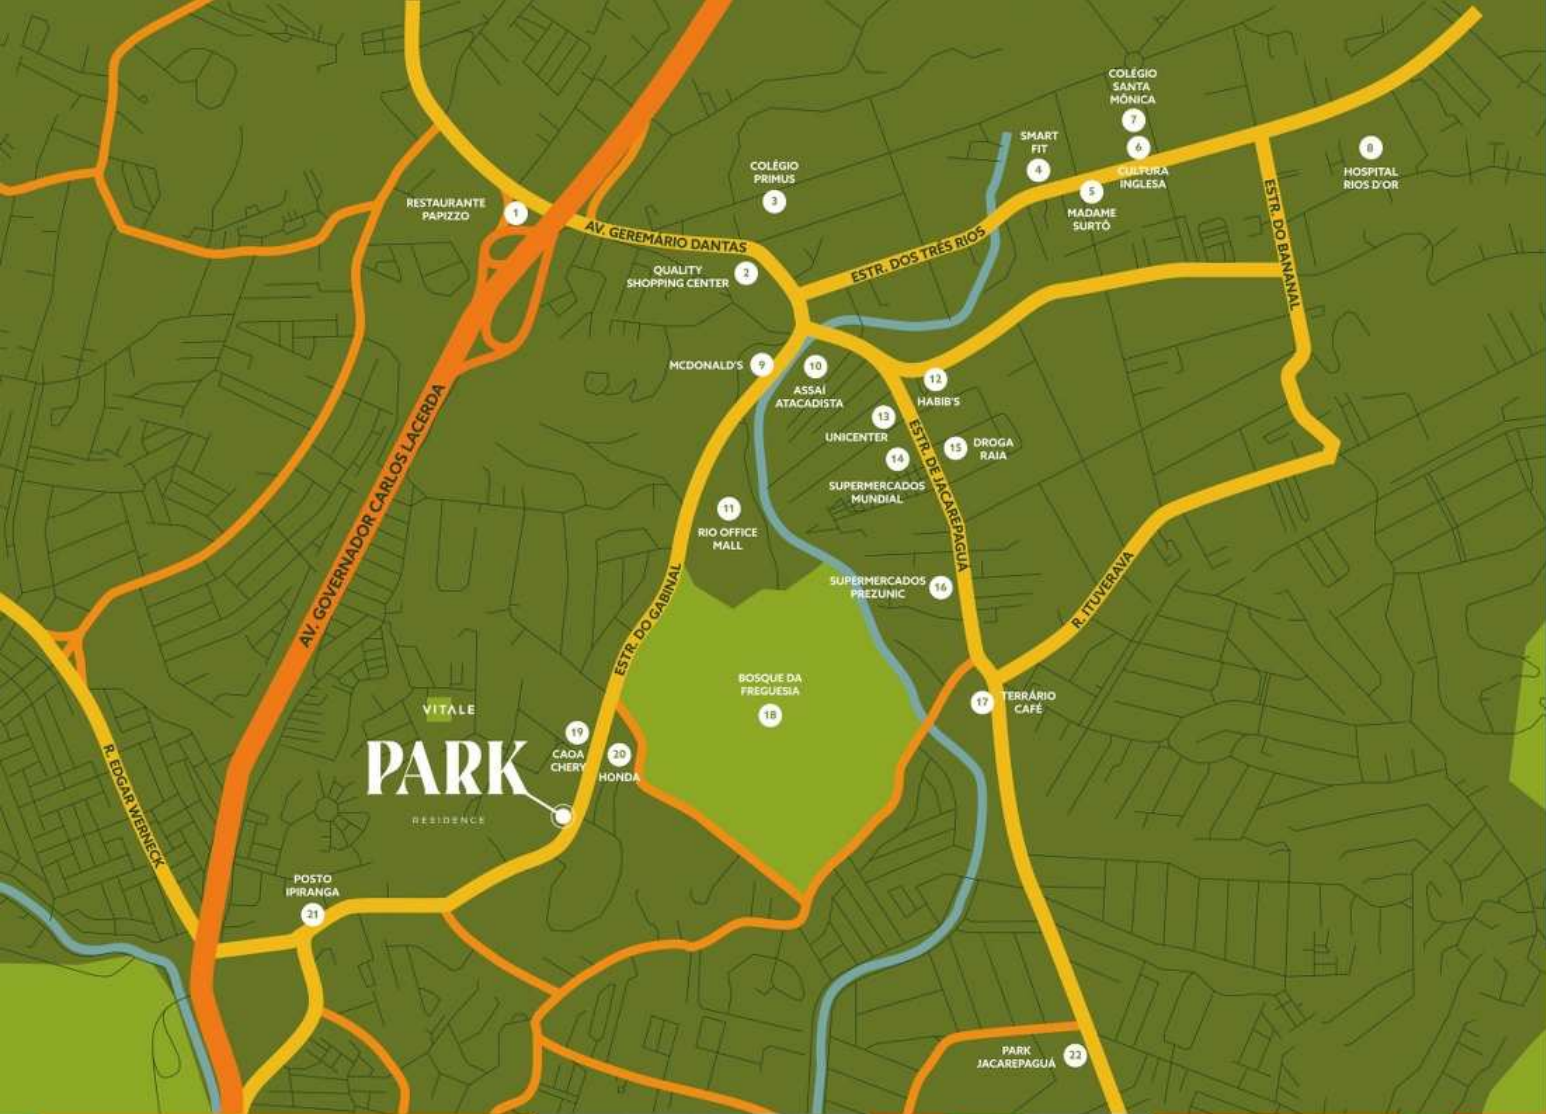 COLÉGIO
SANTA
MÔNICA
7
SMART
FIT
4
6
CULTURA
INGLESA
8
HOSPITAL
RIOS D'OR
5
MADAME
SURTÔ
COLÉGIO
PRIMUS
3
RESTAURANTE
PAPIZZO
1
AV. GEREMÁRIO DANTAS
ESTR. DOS TRÊS RIOS
ESTR. DO BANANAL
QUALITY
SHOPPING CENTER
2
MCDONALD'S
9
10
ASSAÍ
ATACADISTA
12
HABIB'S
13
UNICENTER
ESTR. DE JACAREPAGUA
15
DROGA
RAIA
14
SUPERMERCADOS
MUNDIAL
AV. GOVERNADOR CARLOS LACERDA
11
RIO OFFICE
MALL
SUPERMERCADOS
PREZUNIC
16
R. ITUVERAVA
ESTR. DO GABINAL
BOSQUE DA
FREGUESIA
18
17
TERRÁRIO
CAFÉ
VITALE
PARK
RESIDENCE
19
CAOA
CHERY
20
HONDA
R. EDGAR WERNECK
POSTO
IPIRANGA
21
PARK
JACAREPAGUÁ
22